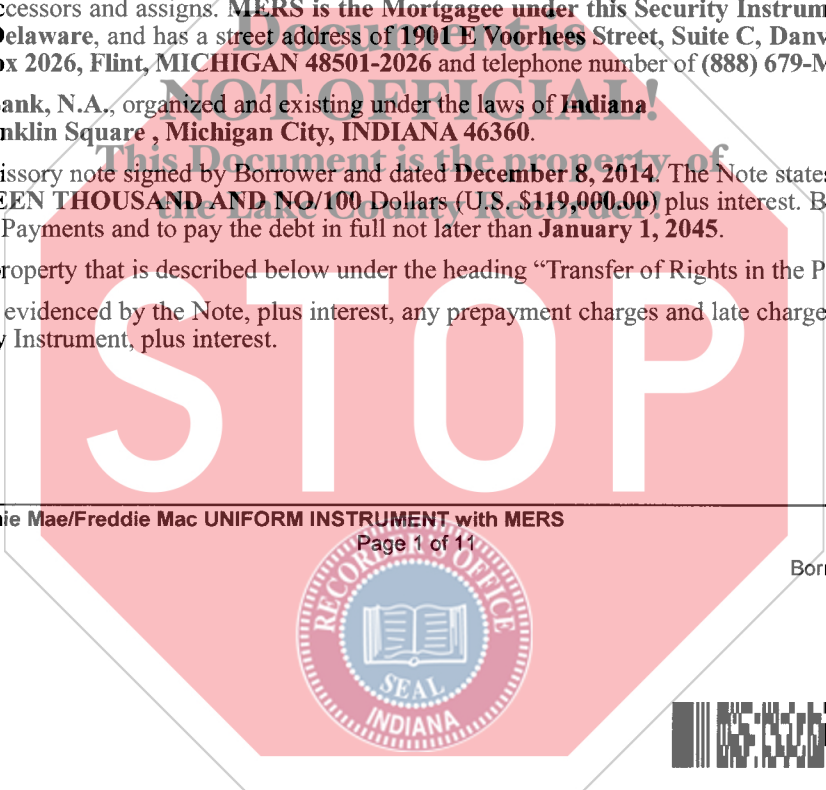 ccessors and assigns. MERS is the Mortgagee under this Security Instrum
Delaware, and has a street address of 1901 E Voorhees Street, Suite C, Danv
ox 2026, Flint, MICHIGAN 48501-2026 and telephone number of (888) 679-M
ank, N.A., organized and existing under the laws of Indiana
nklin Square , Michigan City, INDIANA 46360.
issory note signed by Borrower and dated December 8, 2014. The Note states
EEN THOUSAND AND NO/100 Dollars (U.S. $119,000.00) plus interest. B
Payments and to pay the debt in full not later than January 1, 2045.
roperty that is described below under the heading “Transfer of Rights in the P
evidenced by the Note, plus interest, any prepayment charges and late charge
y Instrument, plus interest.
Document is
NOT OFFICIAL!
This Document is the property of
the Lake County Recorder!
STOP
nie Mae/Freddie Mac UNIFORM INSTRUMENT with MERS
Page 1 of 11
Borr
RECORDER'S OFFICE
SEAL
INDIANA